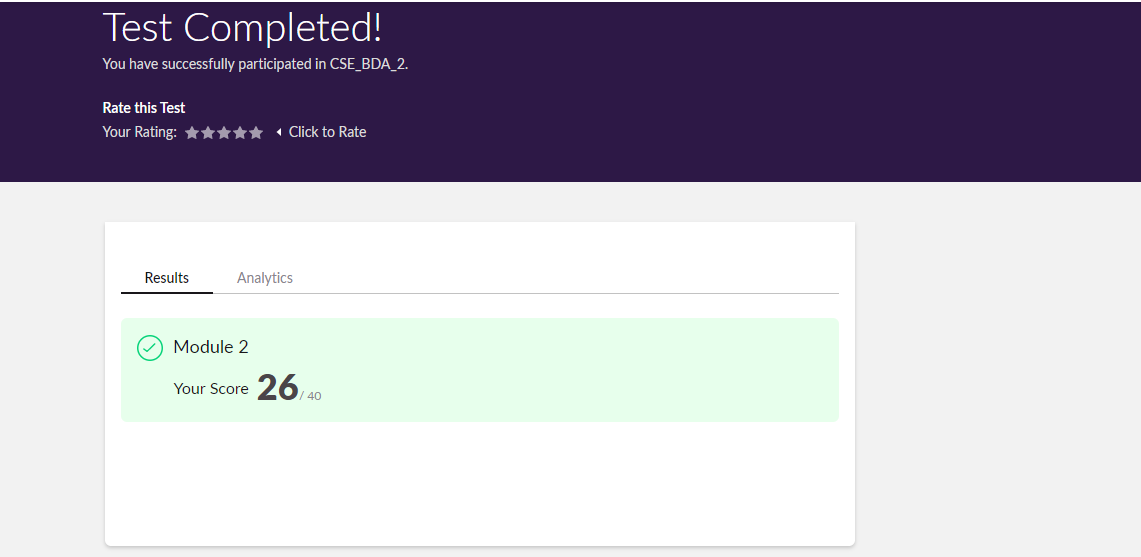 Test Completed!
You have successfully participated in CSE_BDA_2.
Rate this Test
Your Rating: Click to Rate
Results Analytics
Module 2
Your Score 26 / 40